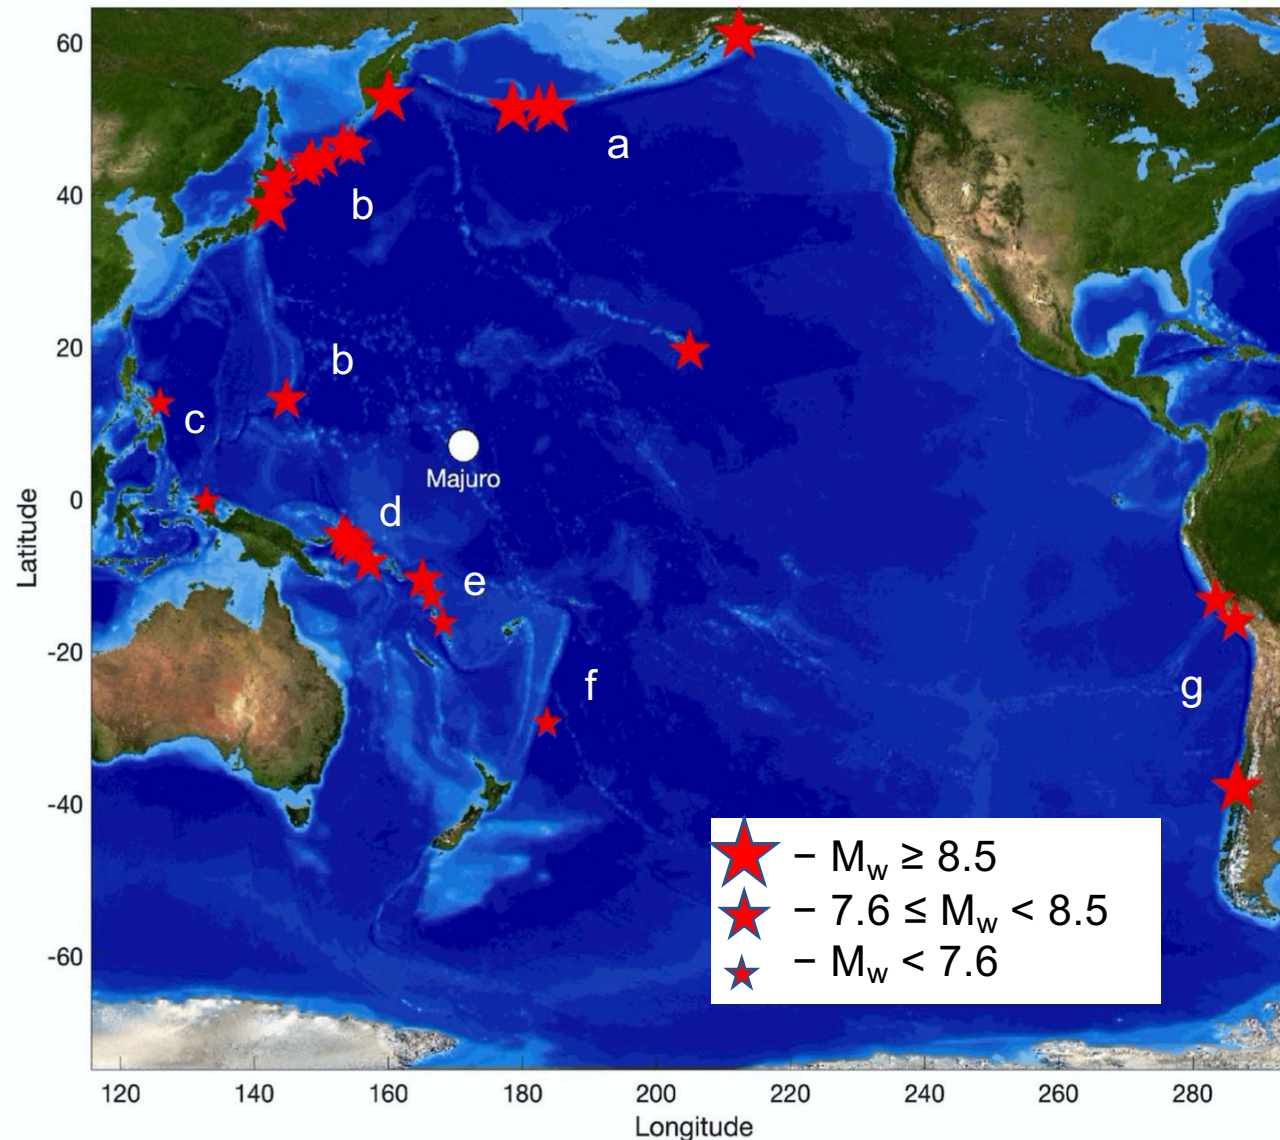 60
40
20
0
-20
-40
-60
Latitude
a
b
b
c
Majuro
d
e
f
g
– Mw ≥ 8.5
– 7.6 ≤ Mw < 8.5
– Mw < 7.6
120 140 160 180 200 220 240 260 280
Longitude